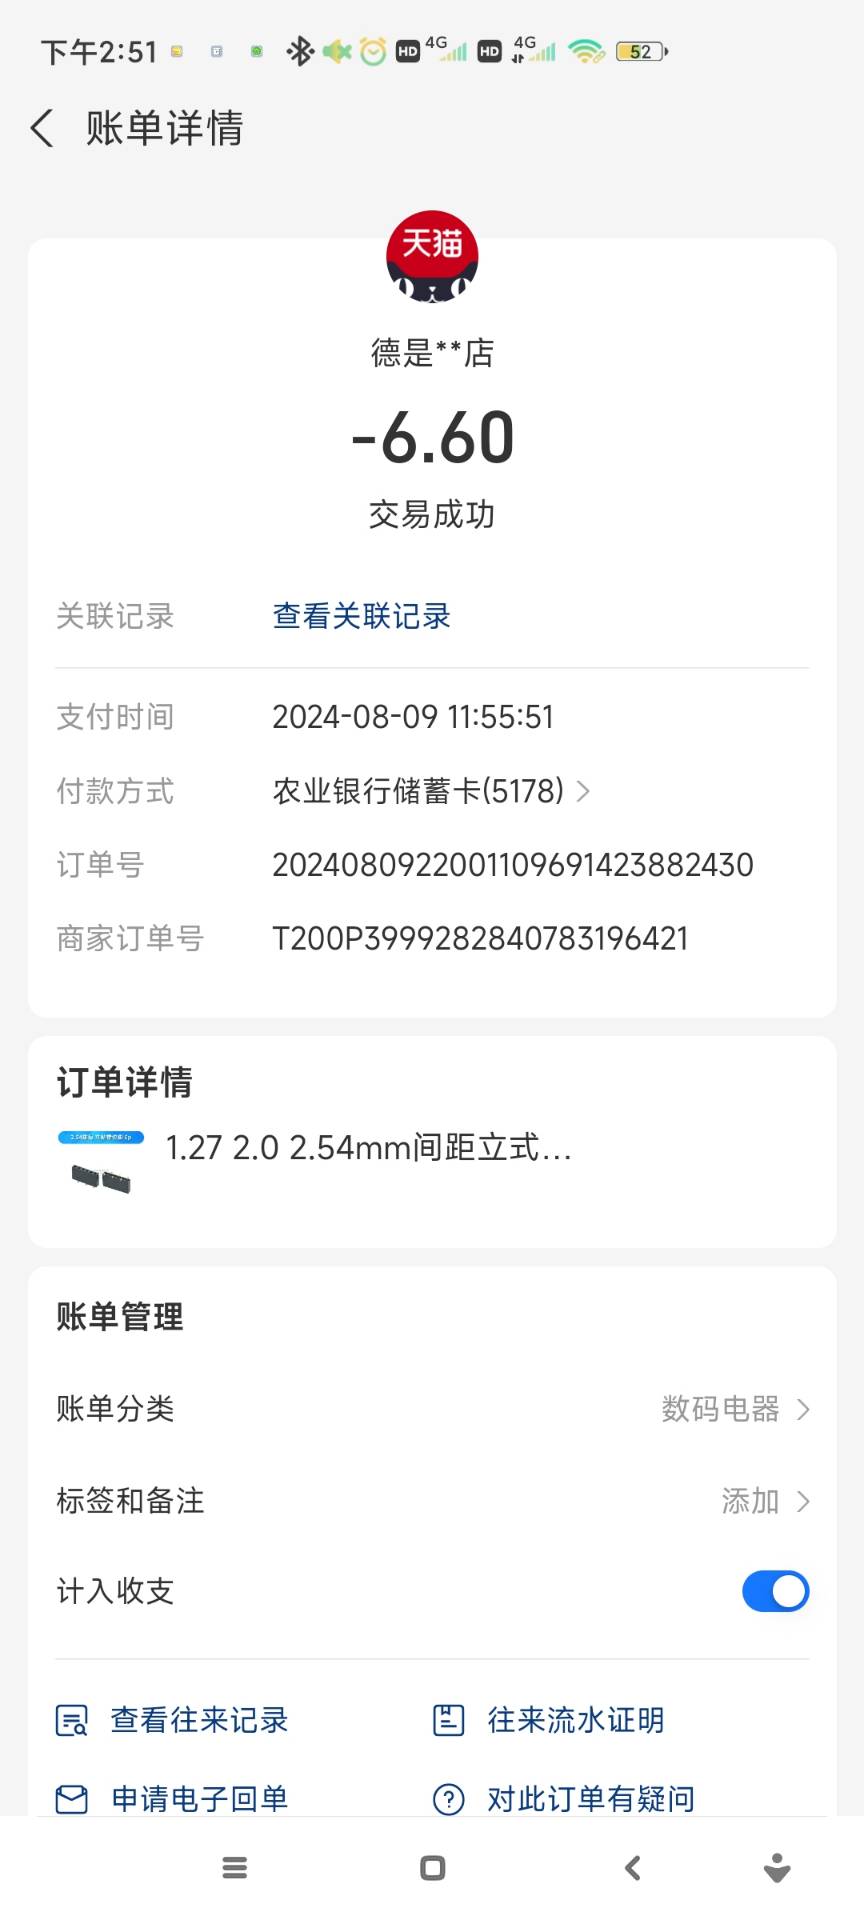 下午2:51 HD 4G HD 4G 52
账单详情
天猫
德是**店
-6.60
交易成功
关联记录 查看关联记录
支付时间 2024-08-09 11:55:51
付款方式 农业银行储蓄卡(5178)
订单号 2024080922001109691423882430
商家订单号 T200P3999282840783196421
订单详情
1.27 2.0 2.54mm间距立式...
账单管理
账单分类 数码电器
标签和备注 添加
计入收支
查看往来记录 往来流水证明
申请电子回单 对此订单有疑问